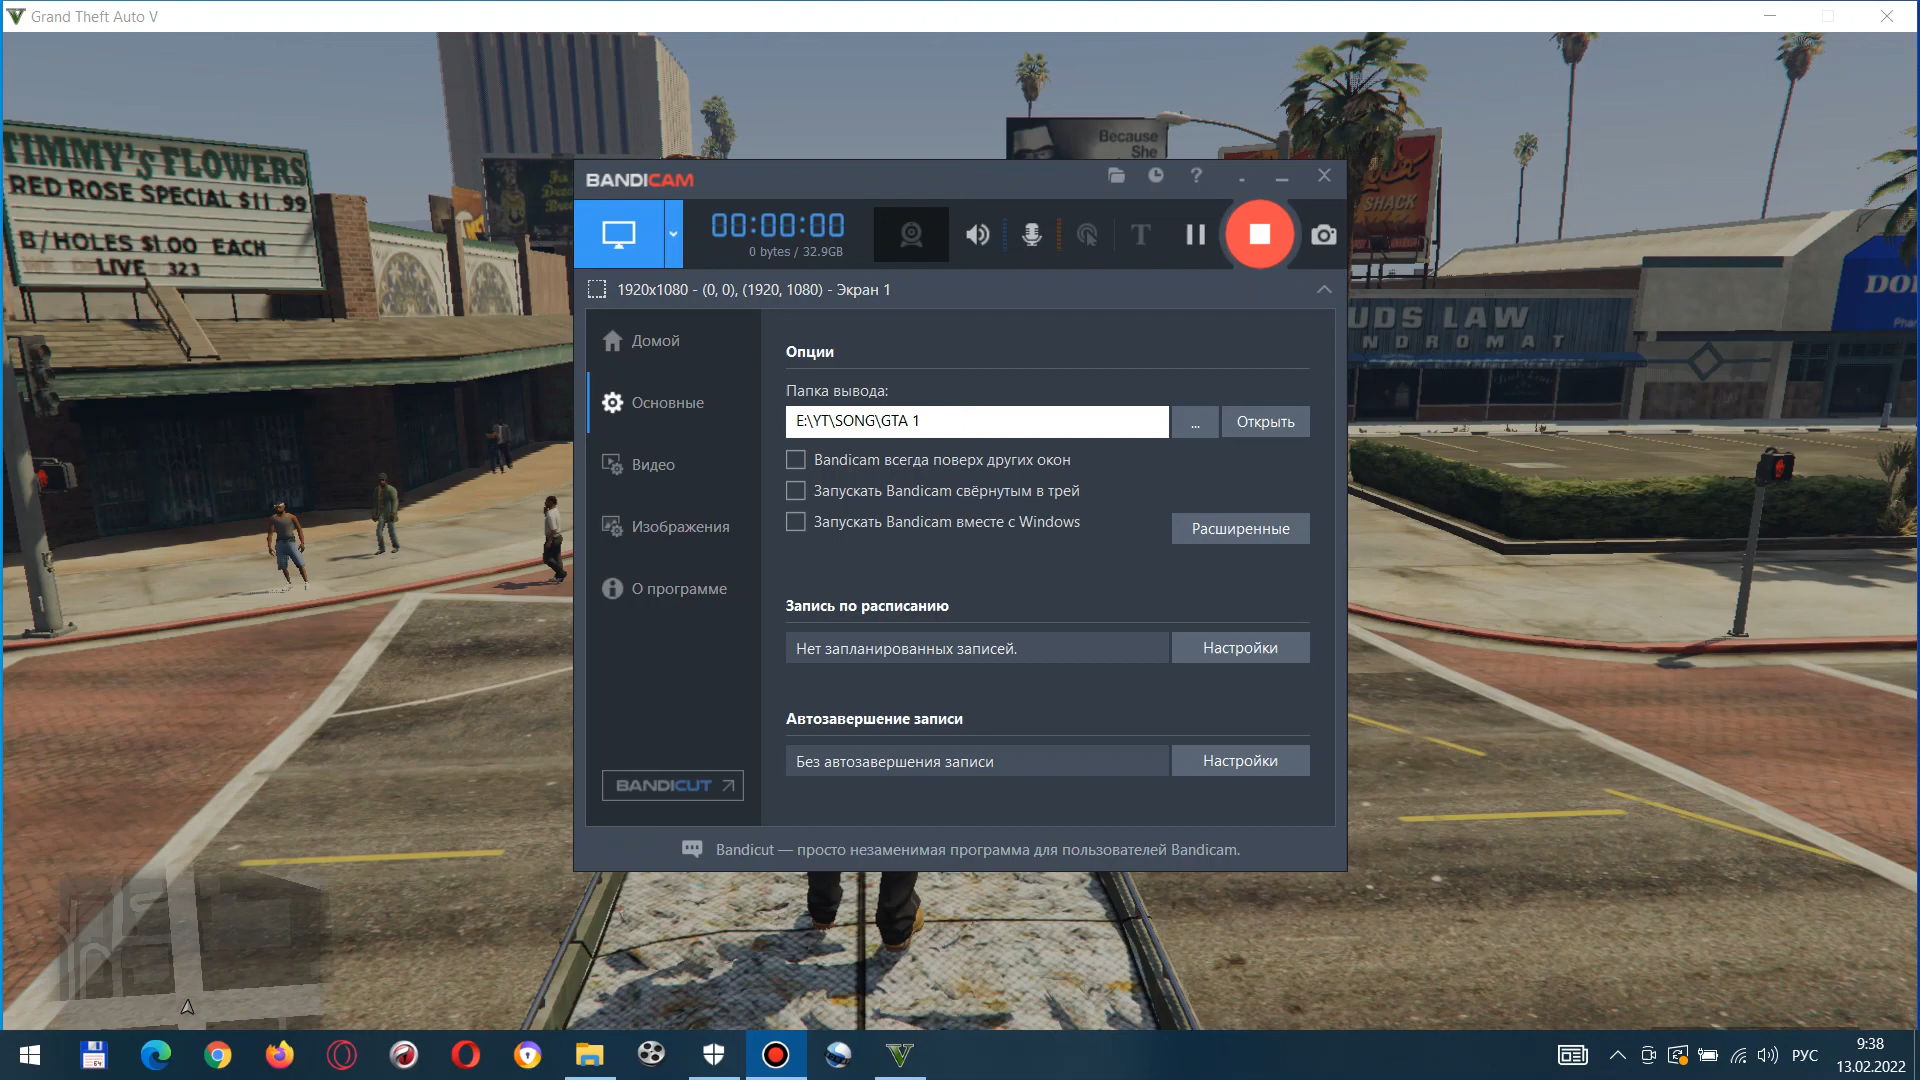 Grand Theft Auto V
TIMMY'S FLOWERS
RED ROSE SPECIAL $11.99
B/HOLES $1.00 EACH
LIVE 323
Because
She
SHACK
BANDICAM
00:00:00
0 bytes / 32.9GB
1920x1080 - (0, 0), (1920, 1080) - Экран 1
Домой
Основные
Видео
Изображения
О программе
BANDICUT
Опции
Папка вывода:
E:\YT\SONG\GTA 1
...
Открыть
Bandicam всегда поверх других окон
Запускать Bandicam свёрнутым в трей
Запускать Bandicam вместе с Windows
Расширенные
Запись по расписанию
Нет запланированных записей.
Настройки
Автозавершение записи
Без автозавершения записи
Настройки
Bandicut — просто незаменимая программа для пользователей Bandicam.
UDS LAW
NDROMAT
DO
РУС
9:38
13.02.2022